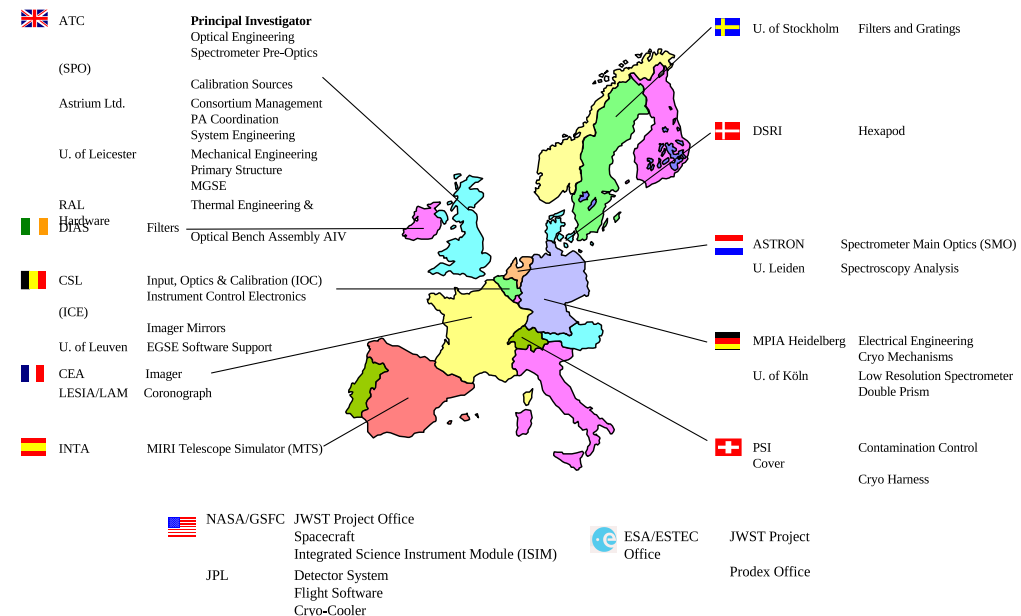 ATC Principal Investigator
Optical Engineering
Spectrometer Pre-Optics
(SPO)
Calibration Sources
Astrium Ltd. Consortium Management
PA Coordination
System Engineering
U. of Leicester Mechanical Engineering
Primary Structure
MGSE
RAL Thermal Engineering &
Hardware
Optical Bench Assembly AIV
DIAS Filters
CSL Input, Optics & Calibration (IOC)
Instrument Control Electronics
(ICE)
Imager Mirrors
U. of Leuven EGSE Software Support
CEA Imager
LESIA/LAM Coronograph
INTA MIRI Telescope Simulator (MTS)
U. of Stockholm Filters and Gratings
DSRI Hexapod
ASTRON Spectrometer Main Optics (SMO)
U. Leiden Spectroscopy Analysis
MPIA Heidelberg Electrical Engineering
Cryo Mechanisms
U. of Köln Low Resolution Spectrometer
Double Prism
PSI Contamination Control
Cover
Cryo Harness
NASA/GSFC JWST Project Office
Spacecraft
Integrated Science Instrument Module (ISIM)
JPL Detector System
Flight Software
Cryo-Cooler
ESA/ESTEC JWST Project
Office
Prodex Office